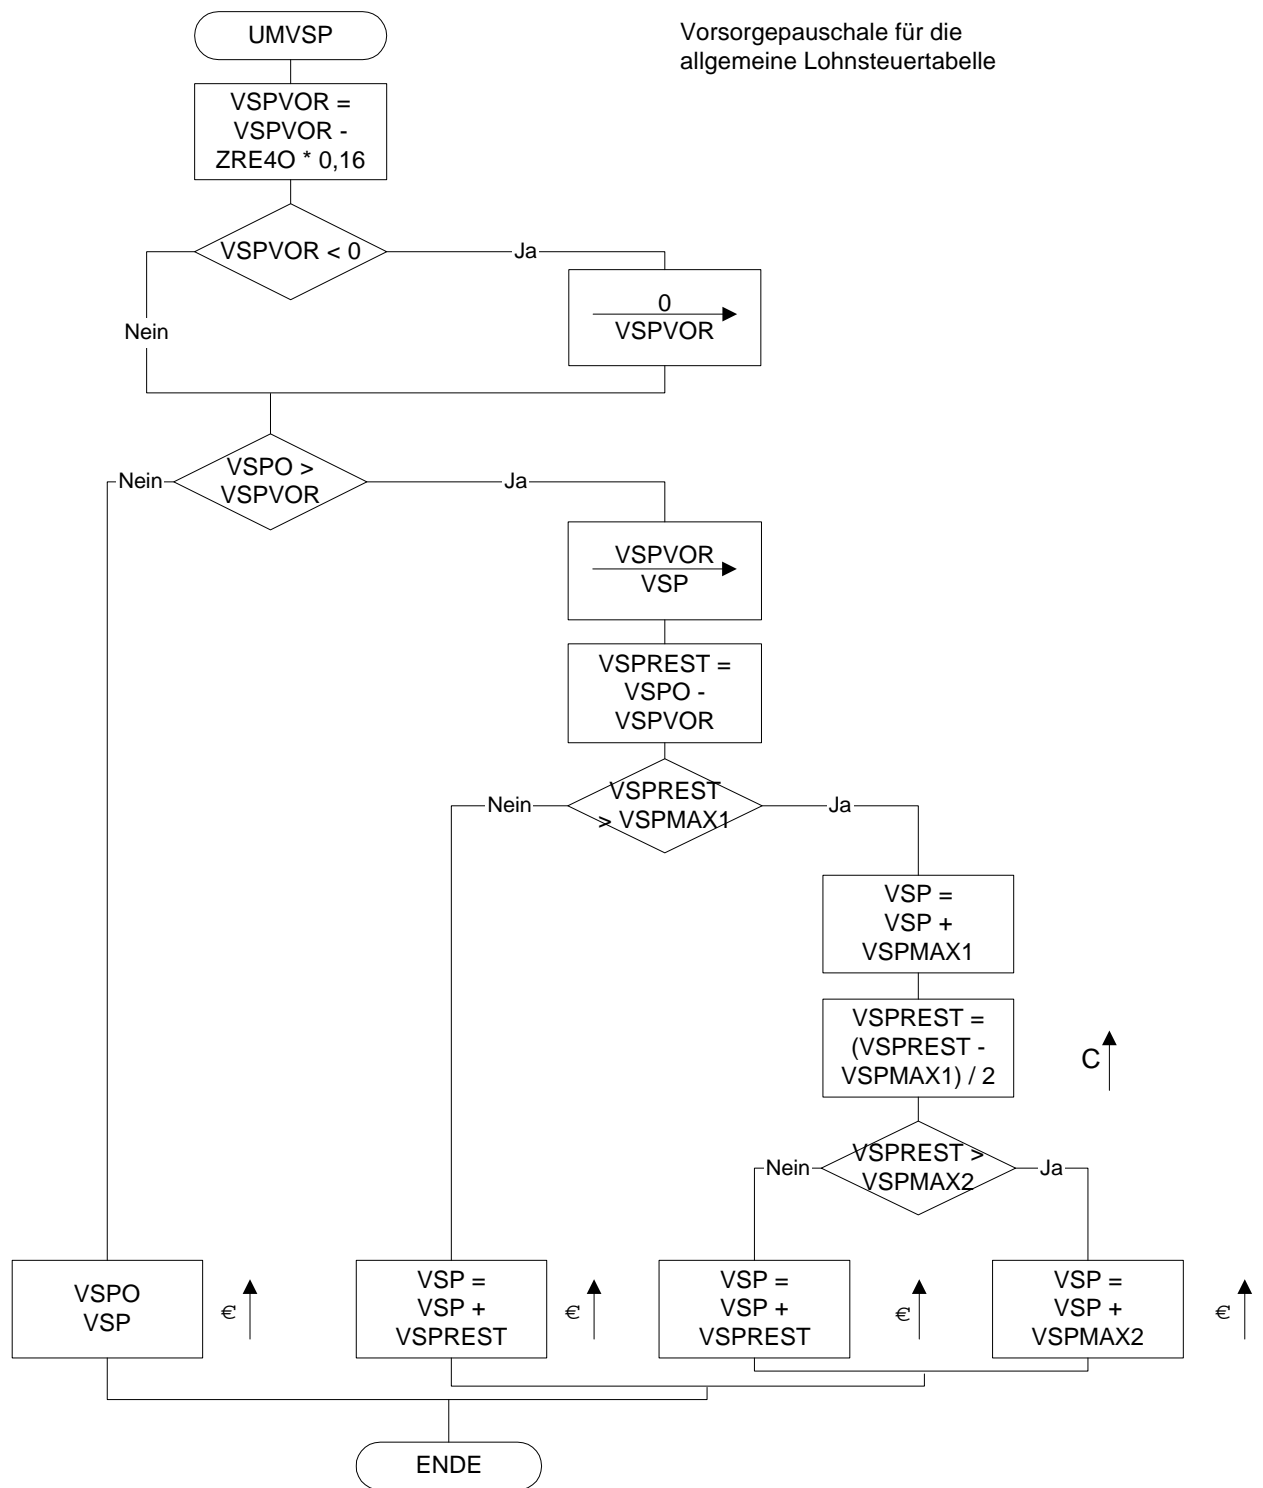 UMVSP
Vorsorgepauschale für die
allgemeine Lohnsteuertabelle
VSPVOR =
VSPVOR -
ZRE4O * 0,16
VSPVOR < 0
Ja
Nein
0
VSPVOR
VSPO >
VSPVOR
Nein
Ja
VSPVOR
VSP
VSPREST =
VSPO -
VSPVOR
VSPREST
> VSPMAX1
Nein
Ja
VSP =
VSP +
VSPMAX1
VSPREST =
(VSPREST -
VSPMAX1) / 2
C
VSPREST >
VSPMAX2
Nein
Ja
VSPO
VSP
€
VSP =
VSP +
VSPREST
€
VSP =
VSP +
VSPREST
€
VSP =
VSP +
VSPMAX2
€
ENDE